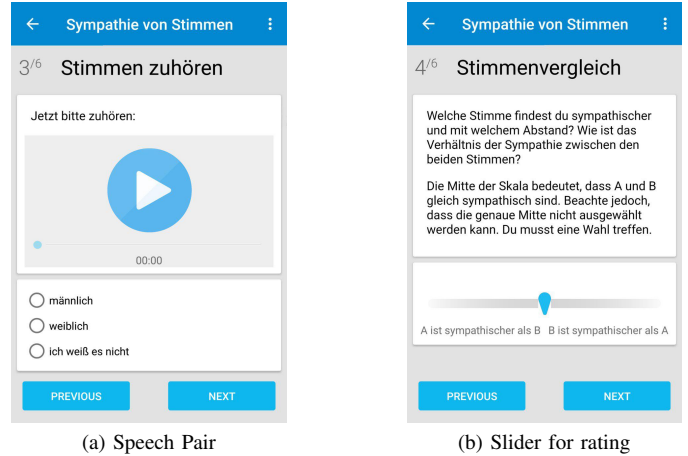 Sympathie von Stimmen
3/6 Stimmen zuhören
Jetzt bitte zuhören:
00:00
männlich
weiblich
ich weiß es nicht
PREVIOUS NEXT
(a) Speech Pair
Sympathie von Stimmen
4/6 Stimmenvergleich
Welche Stimme findest du sympathischer
und mit welchem Abstand? Wie ist das
Verhältnis der Sympathie zwischen den
beiden Stimmen?
Die Mitte der Skala bedeutet, dass A und B
gleich sympathisch sind. Beachte jedoch,
dass die genaue Mitte nicht ausgewählt
werden kann. Du musst eine Wahl treffen.
A ist sympathischer als B B ist sympathischer als A
PREVIOUS NEXT
(b) Slider for rating